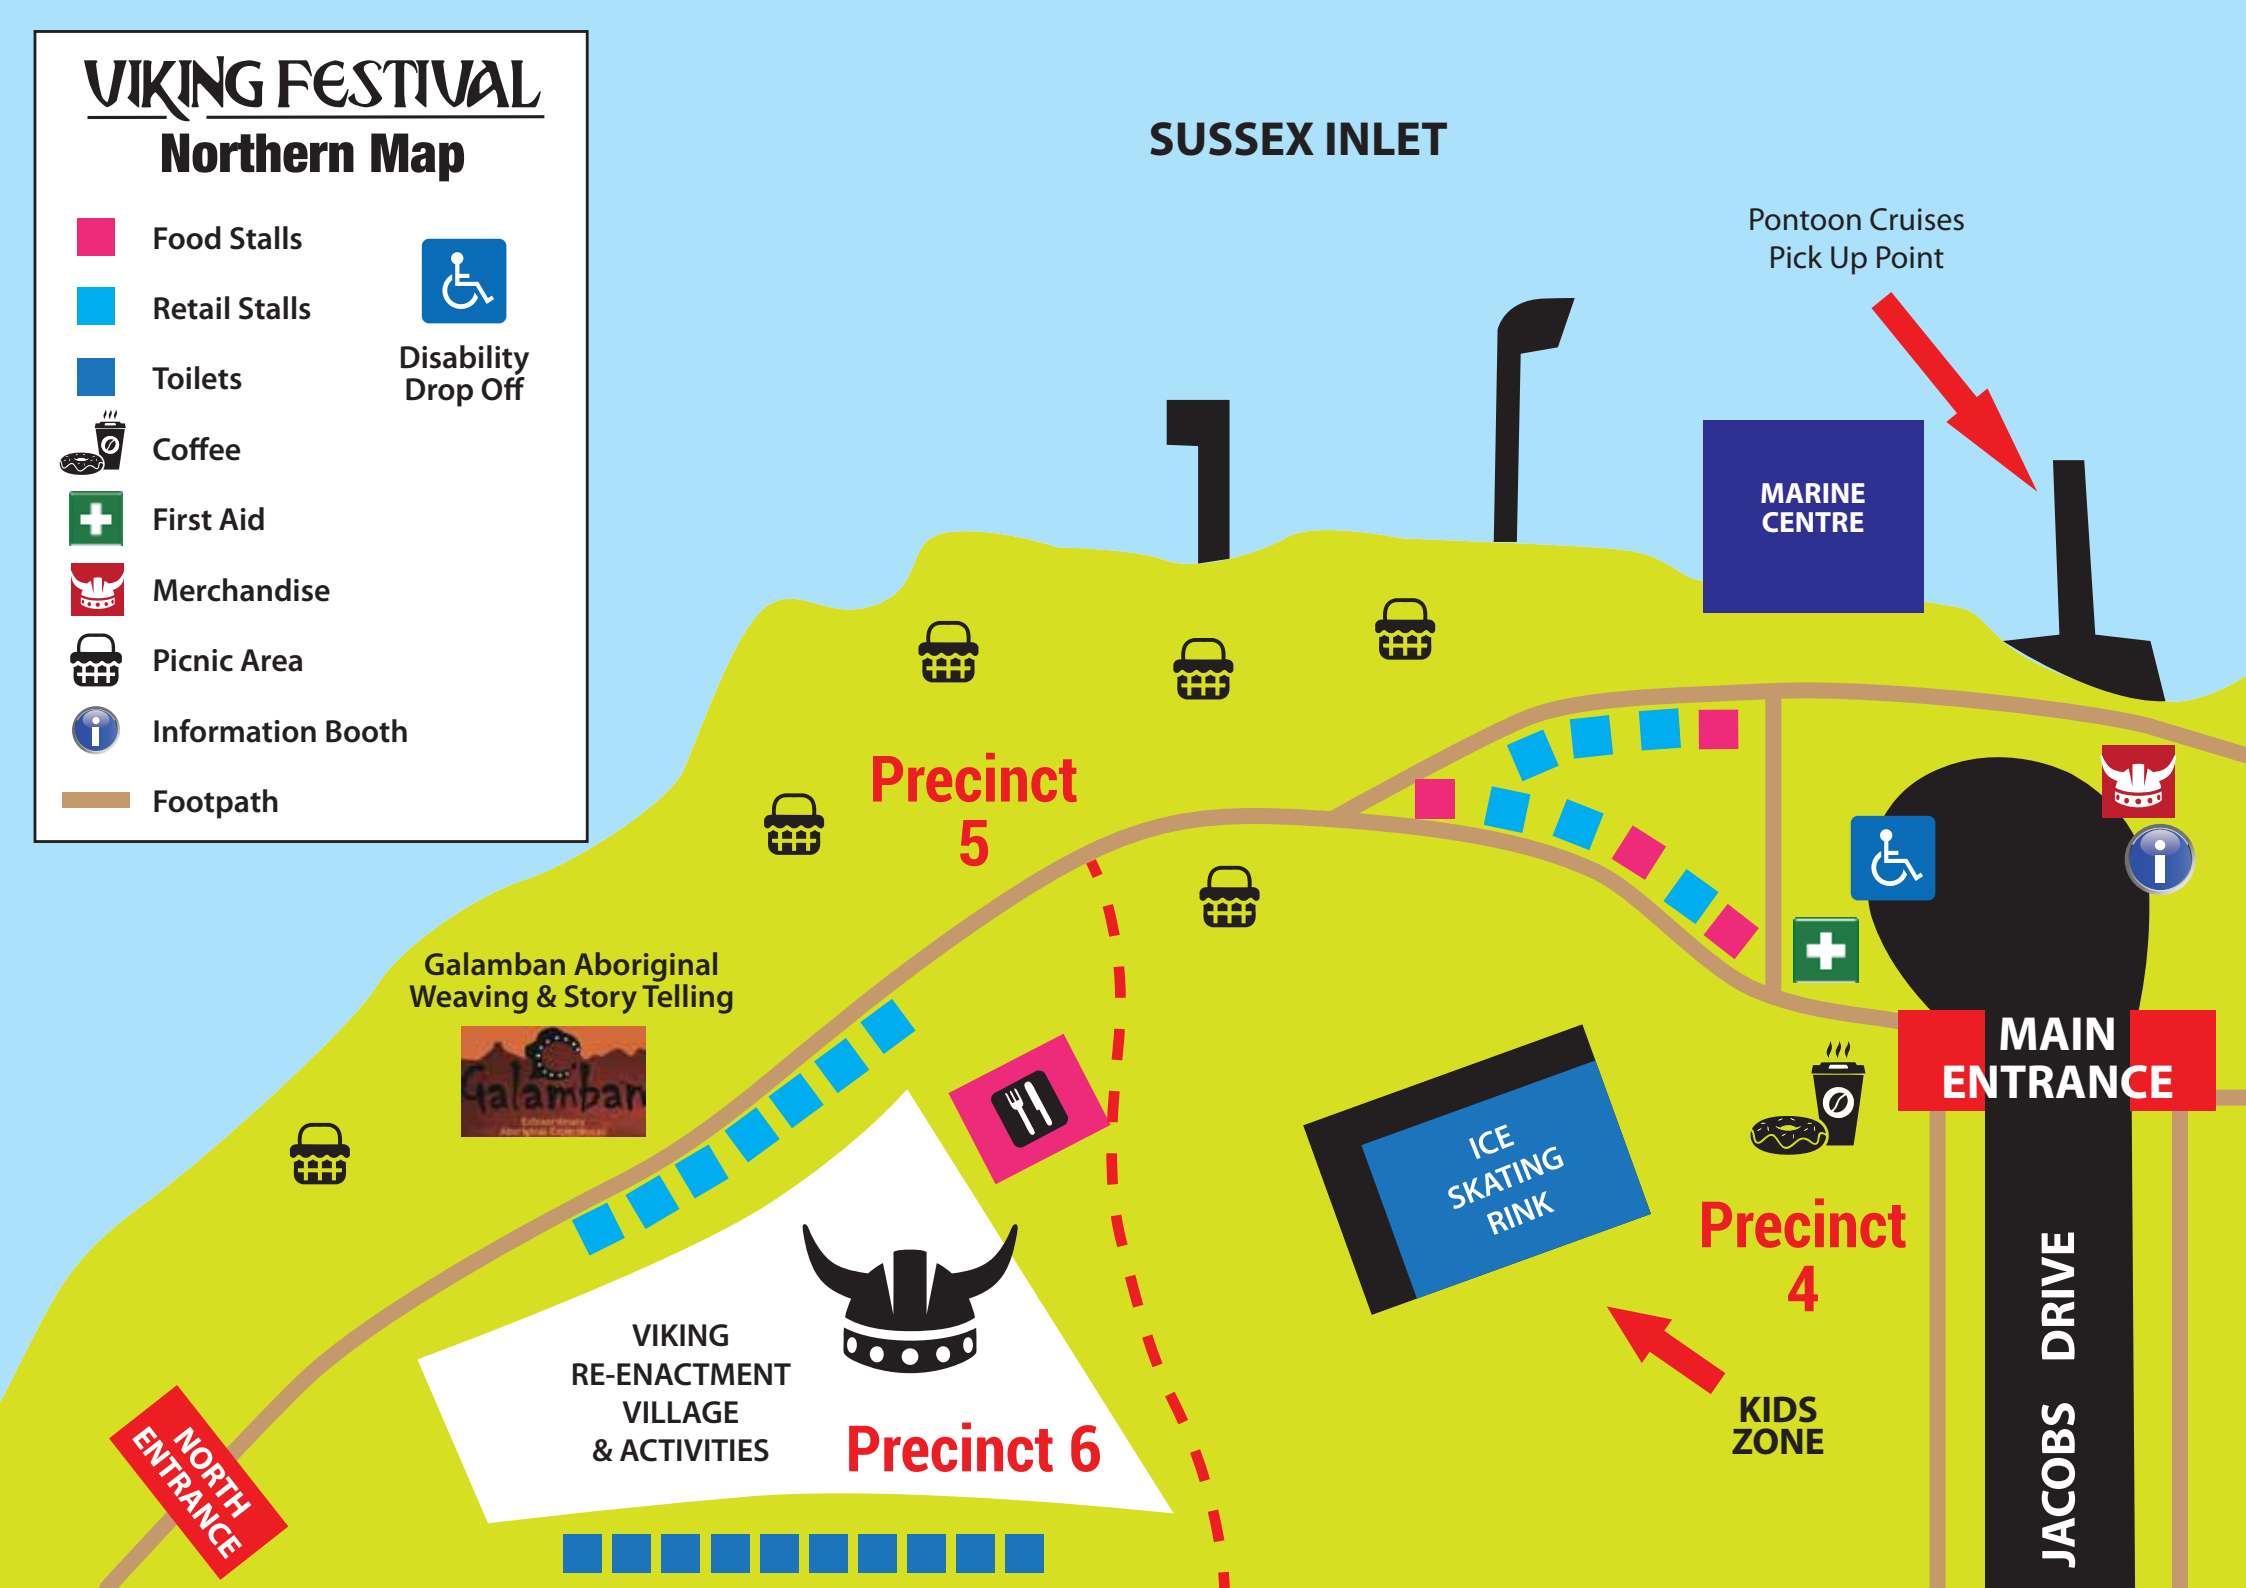 VIKING FESTIVAL
Northern Map
Food Stalls
Retail Stalls
Toilets
Coffee
First Aid
Merchandise
Picnic Area
Information Booth
Footpath
Disability
Drop Off
SUSSEX INLET
Pontoon Cruises
Pick Up Point
MARINE
CENTRE
Precinct
5
Galamban Aboriginal
Weaving & Story Telling
Galamban
Extraordinary
Aboriginal Experiences
MAIN
ENTRANCE
ICE
SKATING
RINK
Precinct
4
KIDS
ZONE
JACOBS DRIVE
VIKING
RE-ENACTMENT
VILLAGE
& ACTIVITIES
Precinct 6
NORTH
ENTRANCE